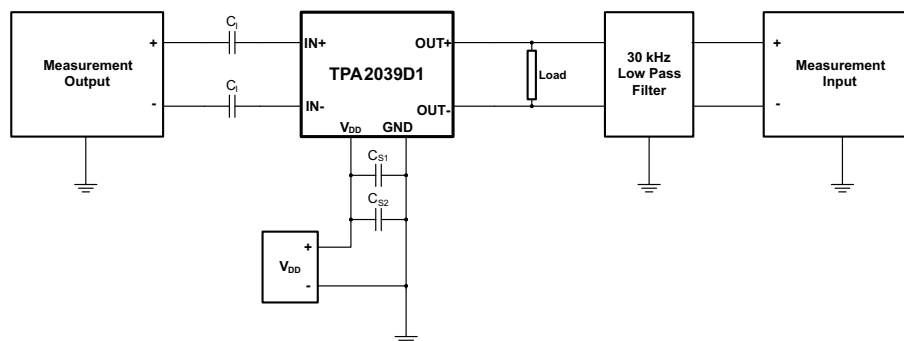 Measurement
Output
+
-
C_I
C_I
IN+
IN-
TPA2039D1
OUT+
OUT-
V_DD
GND
Load
30 kHz
Low Pass
Filter
+
-
Measurement
Input
C_S1
C_S2
V_DD
+
-